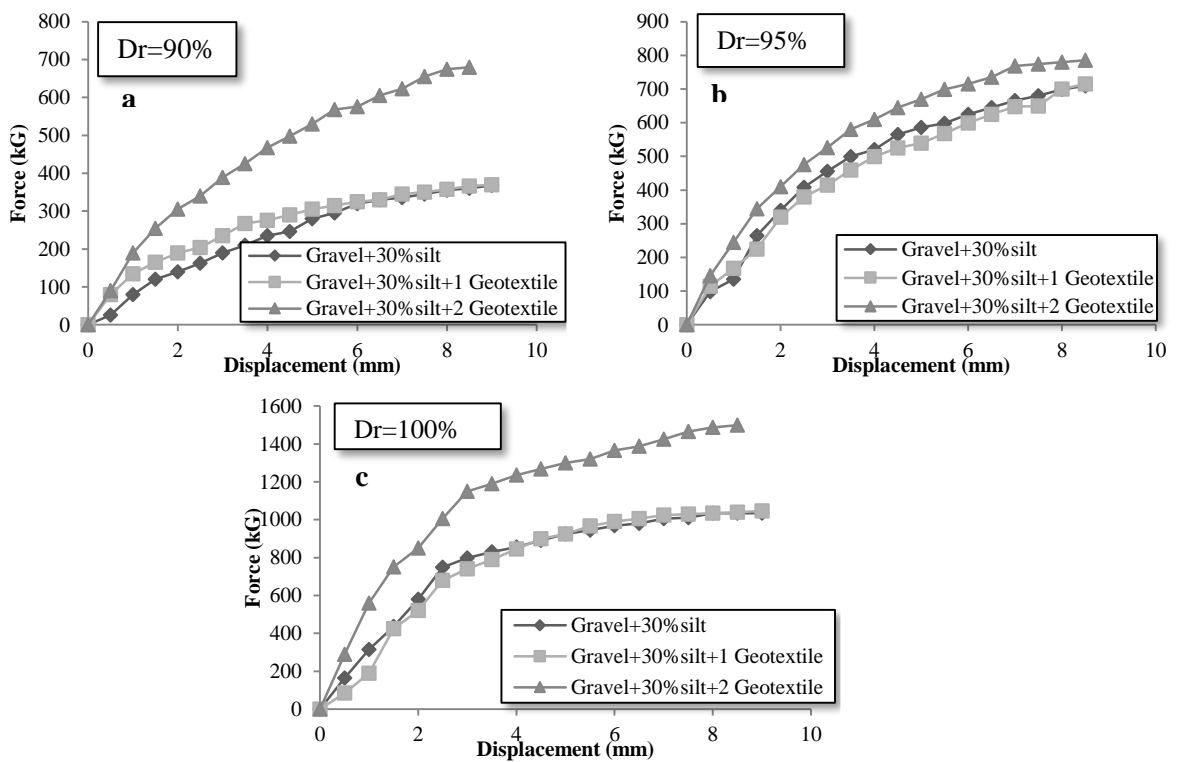 Dr=90%
a
Force (kG)
800
700
600
500
400
300
200
100
0
0 2 4 6 8 10
Displacement (mm)
Gravel+30%silt
Gravel+30%silt+1 Geotextile
Gravel+30%silt+2 Geotextile
Dr=95%
b
Force (kG)
900
800
700
600
500
400
300
200
100
0
0 2 4 6 8 10
Displacement (mm)
Gravel+30%silt
Gravel+30%silt+1 Geotextile
Gravel+30%silt+2 Geotextile
Dr=100%
c
Force (kG)
1600
1400
1200
1000
800
600
400
200
0
0 2 4 6 8 10
Displacement (mm)
Gravel+30%silt
Gravel+30%silt+1 Geotextile
Gravel+30%silt+2 Geotextile